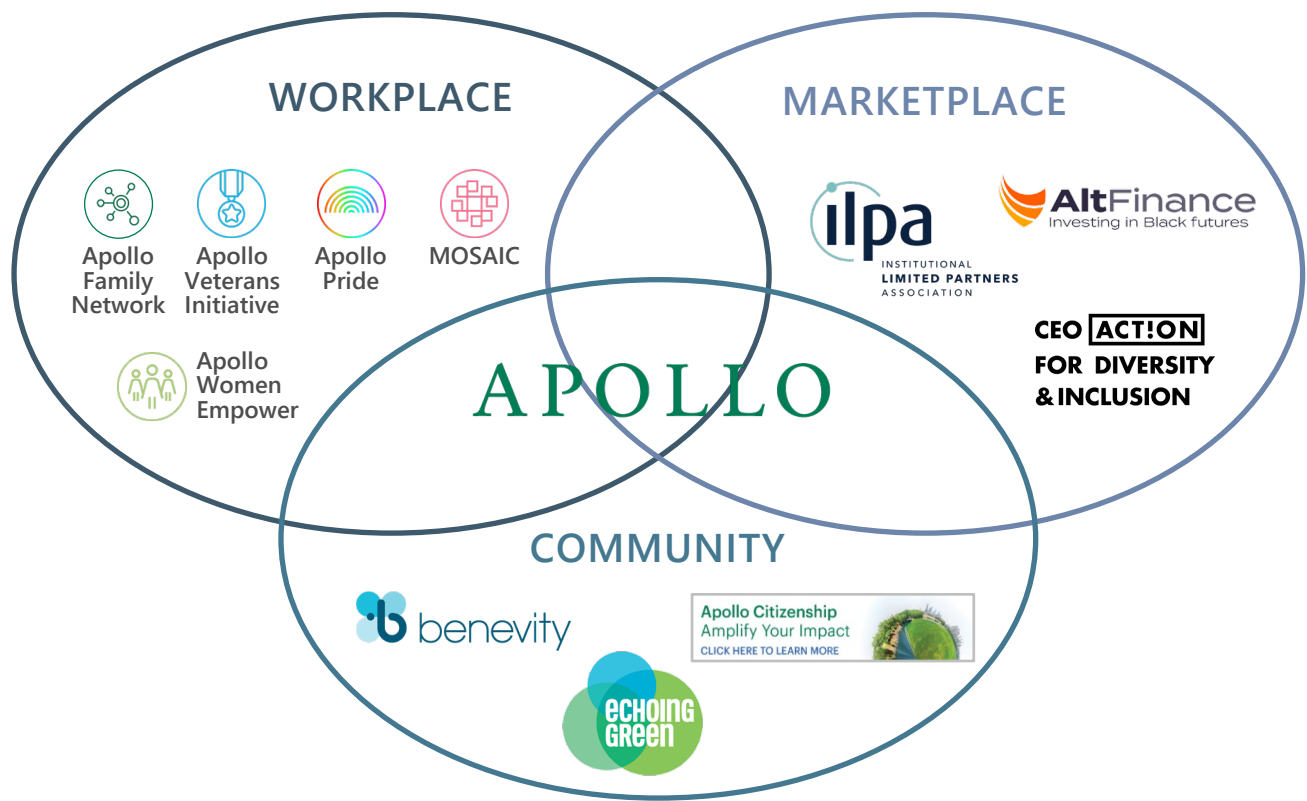 WORKPLACE
Apollo
Family
Network
Apollo
Veterans
Initiative
Apollo
Pride
MOSAIC
Apollo
Women
Empower
MARKETPLACE
ilpa
INSTITUTIONAL
LIMITED PARTNERS
ASSOCIATION
AltFinance
Investing in Black futures
CEO ACT!ON
FOR DIVERSITY
& INCLUSION
APOLLO
COMMUNITY
b benevity
Apollo Citizenship
Amplify Your Impact
CLICK HERE TO LEARN MORE
eCHOING
GReen